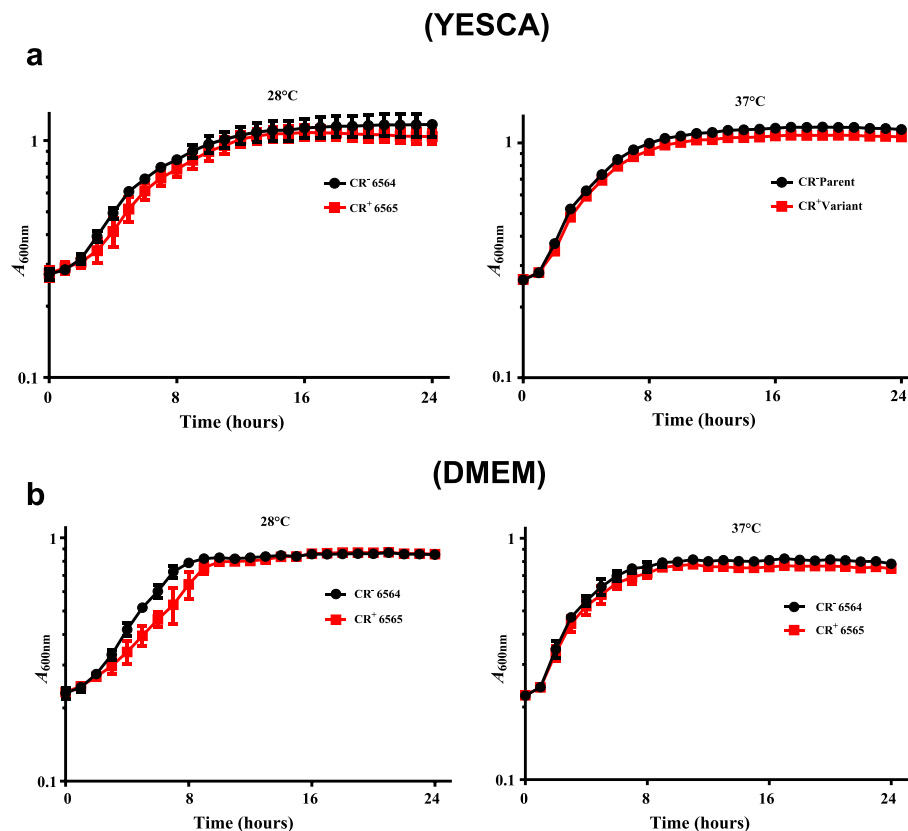 (YESCA)
a
28°C
37°C
1
1
CR⁻ 6564
CR⁺ 6565
CR⁻Parent
CR⁺Variant
A600nm
A600nm
0.1
0.1
0 8 16 24
0 8 16 24
Time (hours)
Time (hours)
(DMEM)
b
28°C
37°C
1
1
CR⁻ 6564
CR⁺ 6565
CR⁻ 6564
CR⁺ 6565
A600nm
A600nm
0.1
0.1
0 8 16 24
0 8 16 24
Time (hours)
Time (hours)